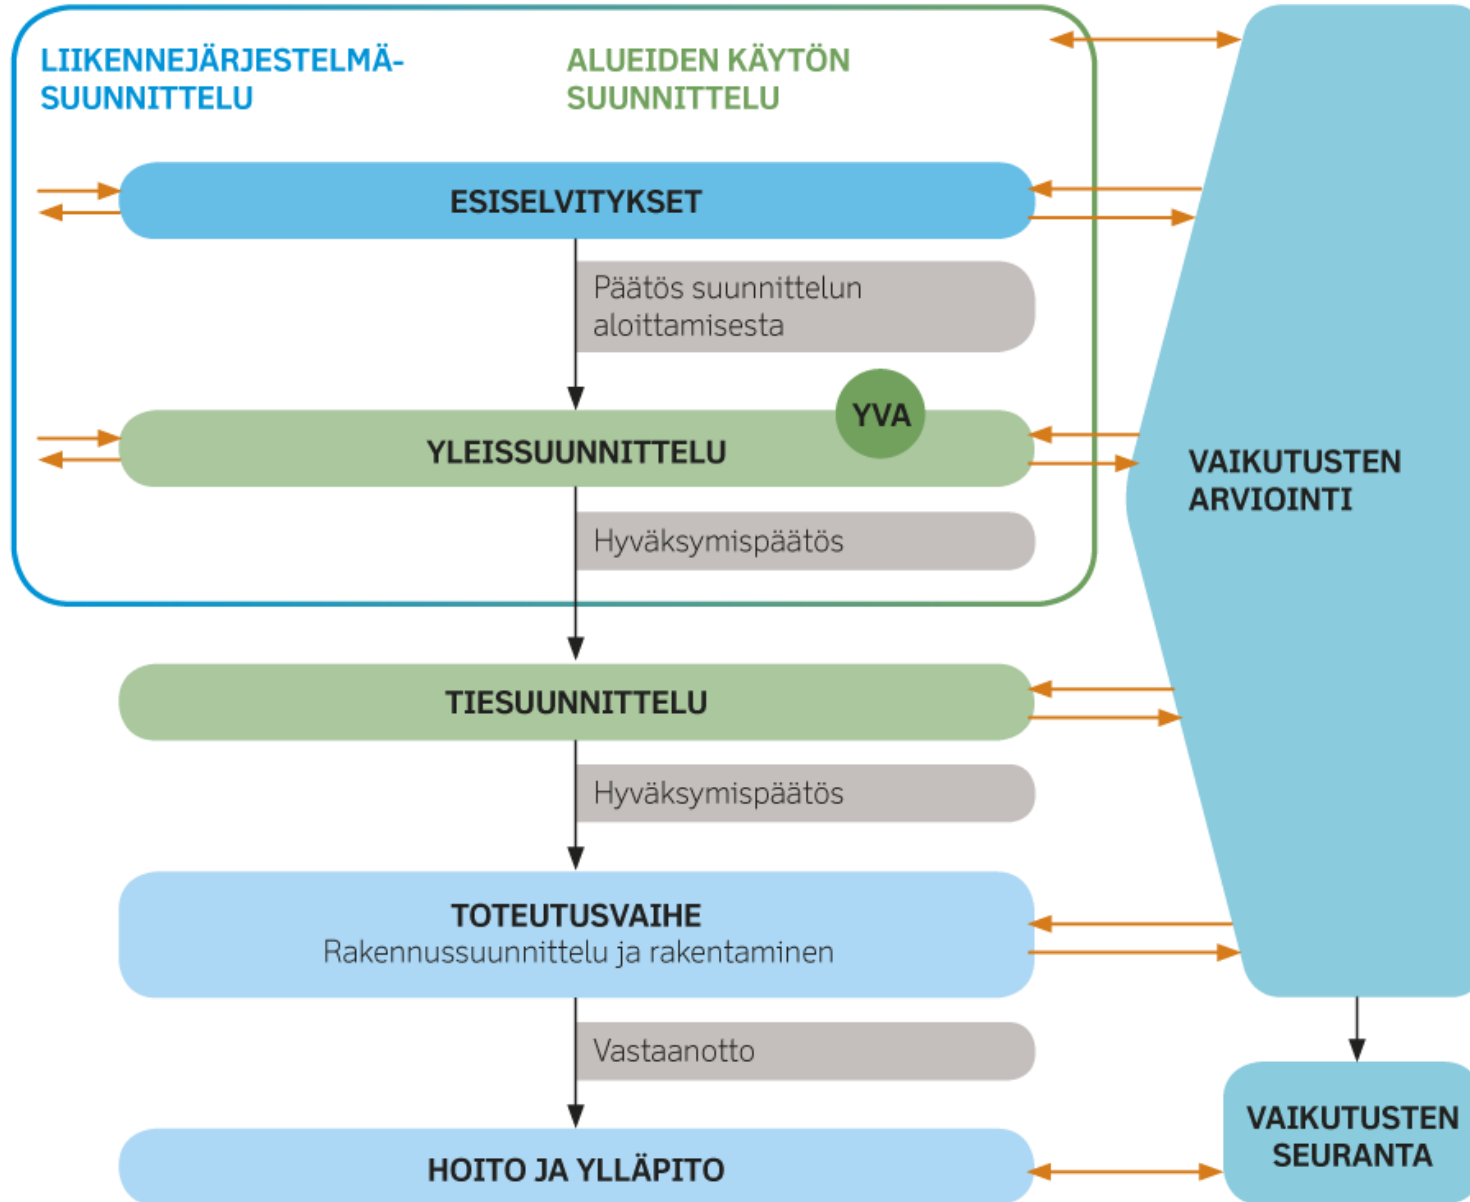 LIIKENNEJÄRJESTELMÄ-
SUUNNITTELU
ALUEIDEN KÄYTÖN
SUUNNITTELU
ESISELVITYKSET
Päätös suunnittelun
aloittamisesta
YVA
YLEISSUUNNITTELU
Hyväksymispäätös
VAIKUTUSTEN
ARVIOINTI
TIESUUNNITTELU
Hyväksymispäätös
TOTEUTUSVAIHE
Rakennussuunnittelu ja rakentaminen
Vastaanotto
HOITO JA YLLÄPITO
VAIKUTUSTEN
SEURANTA